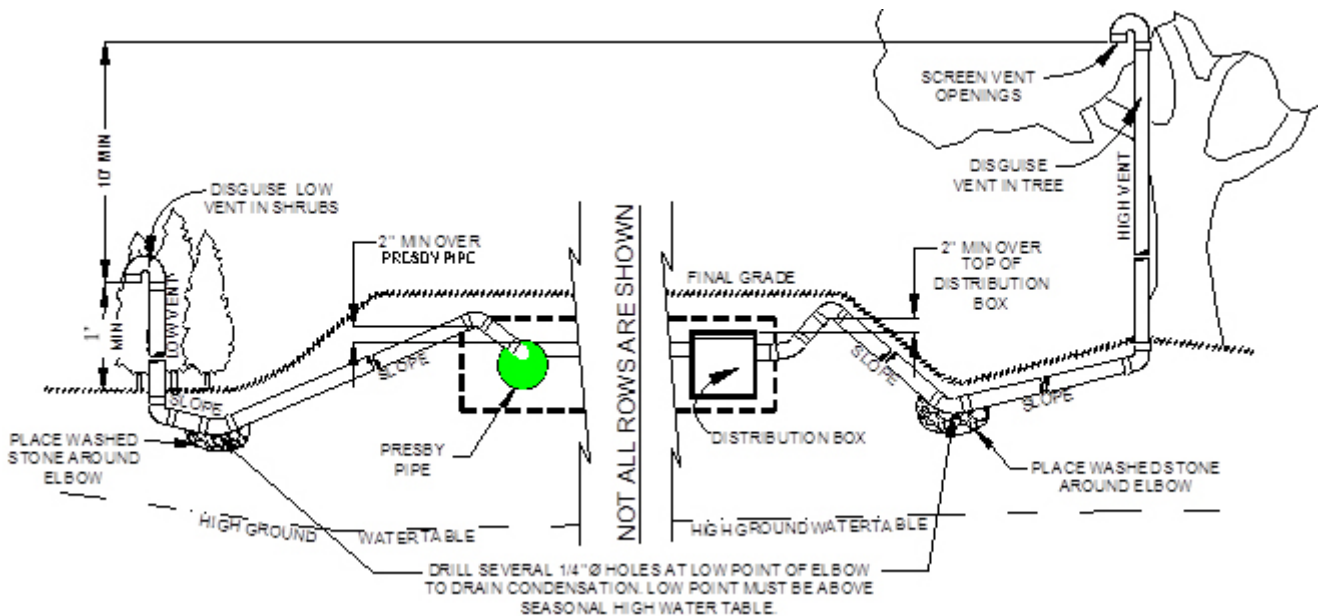 SCREEN VENT
OPENINGS
10' MIN
DISGUISE LOW
VENT IN SHRUBS
DISGUISE
VENT IN TREE
HIGH VENT
2" MIN OVER
PRESBY PIPE
2" MIN OVER
TOP OF
DISTRIBUTION
BOX
FINAL GRADE
NOT ALL ROWS ARE SHOWN
1'
MIN
LOW VENT
SLOPE
SLOPE
SLOPE
SLOPE
PLACE WASHED
STONE AROUND
ELBOW
PRESBY
PIPE
DISTRIBUTION BOX
PLACE WASHED STONE
AROUND ELBOW
HIGH GROUND WATER TABLE
HIGH GROUND WATER TABLE
DRILL SEVERAL 1/4" Ø HOLES AT LOW POINT OF ELBOW
TO DRAIN CONDENSATION. LOW POINT MUST BE ABOVE
SEASONAL HIGH WATER TABLE.